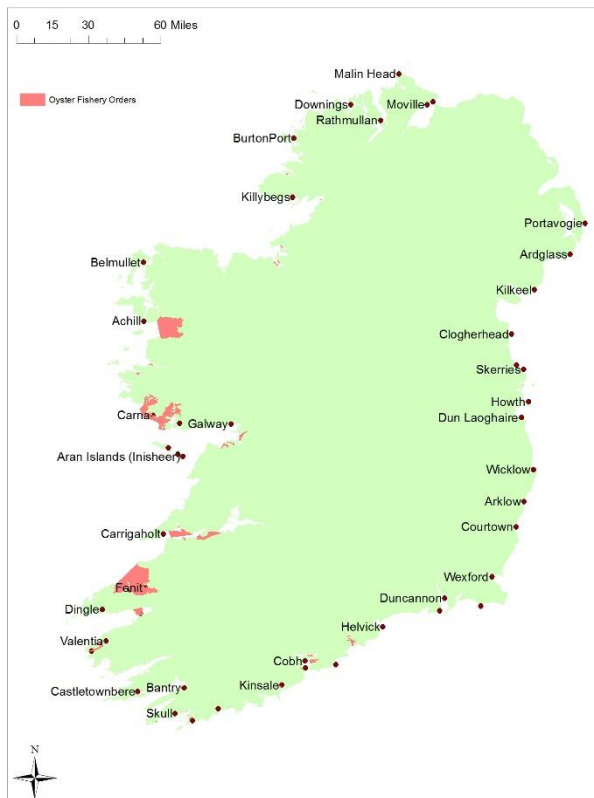 0 15 30 60 Miles
Malin Head
Oyster Fishery Orders
Downings
Moville
Rathmullan
BurtonPort
Killybegs
Portavogie
Ardglass
Belmullet
Kilkeel
Achill
Clogherhead
Skerries
Howth
Carna
Dun Laoghaire
Galway
Aran Islands (Inisheer)
Wicklow
Arklow
Courtown
Carrigaholt
Wexford
Fenit
Duncannon
Dingle
Helvick
Valentia
Cobh
Bantry
Kinsale
Castletownbere
Skull
N